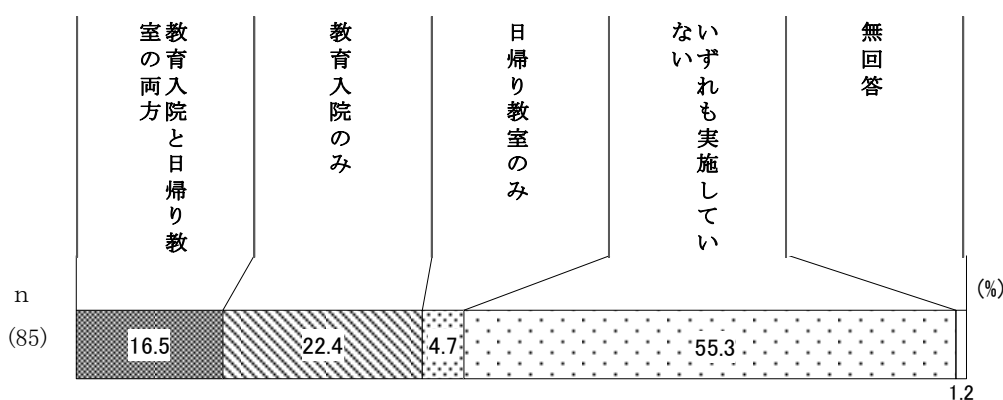 教育入院と日帰り教
室の両方
教育入院のみ
日帰り教室のみ
いずれも実施してい
ない
無回答
(%)
n
(85)
16.5
22.4
4.7
55.3
1.2